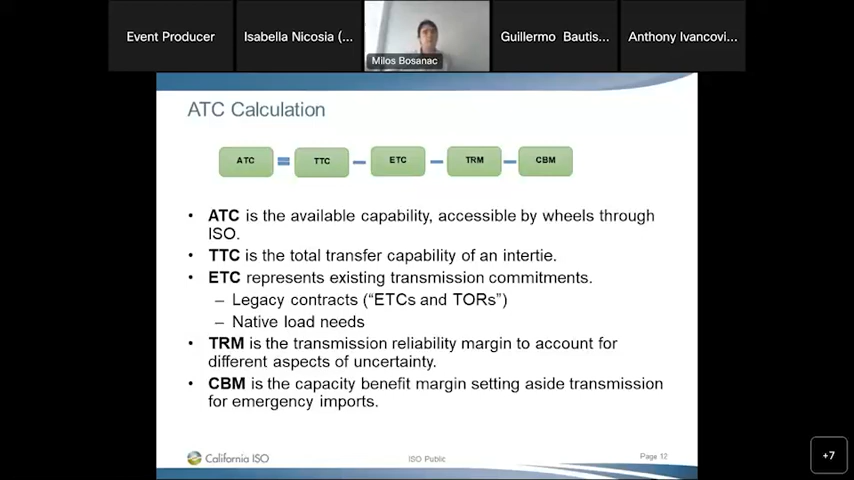 Event Producer
Isabella Nicosia (...
Milos Bosanac
Guillermo Bautis...
Anthony Ivancovi...
ATC Calculation
ATC = TTC – ETC – TRM – CBM
• ATC is the available capability, accessible by wheels through
ISO.
• TTC is the total transfer capability of an intertie.
• ETC represents existing transmission commitments.
– Legacy contracts (“ETCs and TORs”)
– Native load needs
• TRM is the transmission reliability margin to account for
different aspects of uncertainty.
• CBM is the capacity benefit margin setting aside transmission
for emergency imports.
California ISO
ISO Public
Page 12
+7